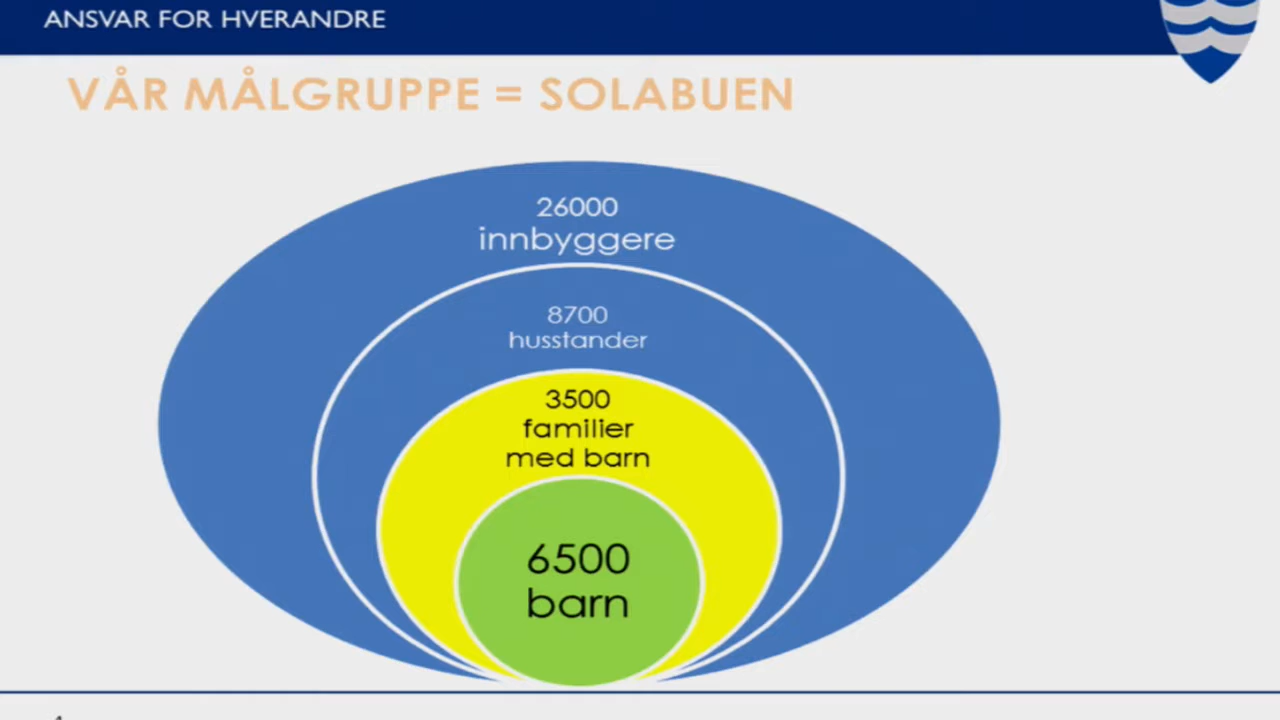 ANSVAR FOR HVERANDRE
VÅR MÅLGRUPPE = SOLABUEN
26000
innbyggere
8700
husstander
3500
familier
med barn
6500
barn